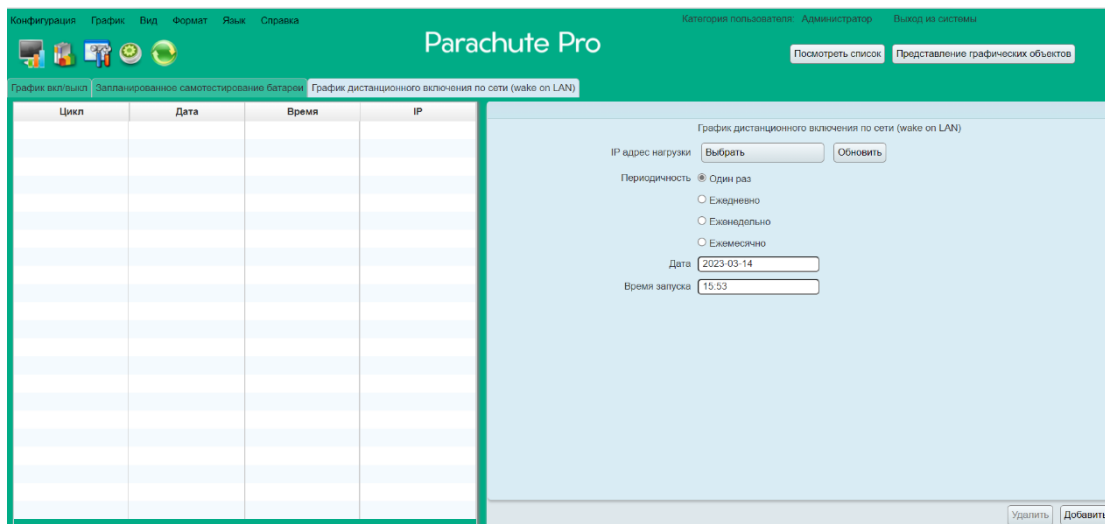 Конфигурация График Вид Формат Язык Справка
Категория пользователя: Администратор Выход из системы
Parachute Pro
Посмотреть список Представление графических объектов
График вкл/выкл Запланированное самотестирование батареи График дистанционного включения по сети (wake on LAN)
Цикл Дата Время IP
График дистанционного включения по сети (wake on LAN)
IP адрес нагрузки Выбрать Обновить
Периодичность Один раз
Ежедневно
Еженедельно
Ежемесячно
Дата 2023-03-14
Время запуска 15:53
Удалить Добавить